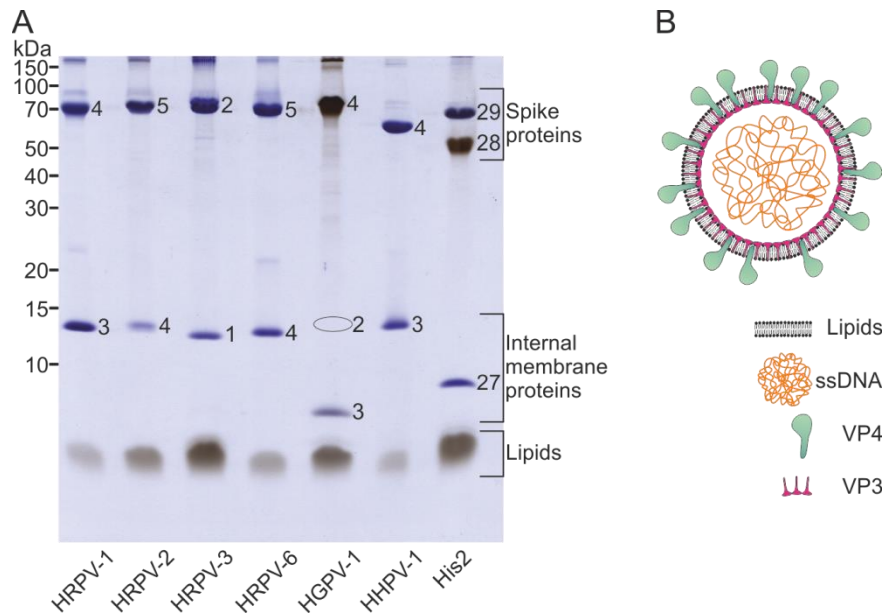 A
kDa
150
100
70
50
40
30
20
15
10
4
5
2
5
4
4
29
28
Spike
proteins
3
4
1
4
2
3
3
27
Internal
membrane
proteins
Lipids
HRPV-1
HRPV-2
HRPV-3
HRPV-6
HGPV-1
HHPV-1
His2
B
Lipids
ssDNA
VP4
VP3